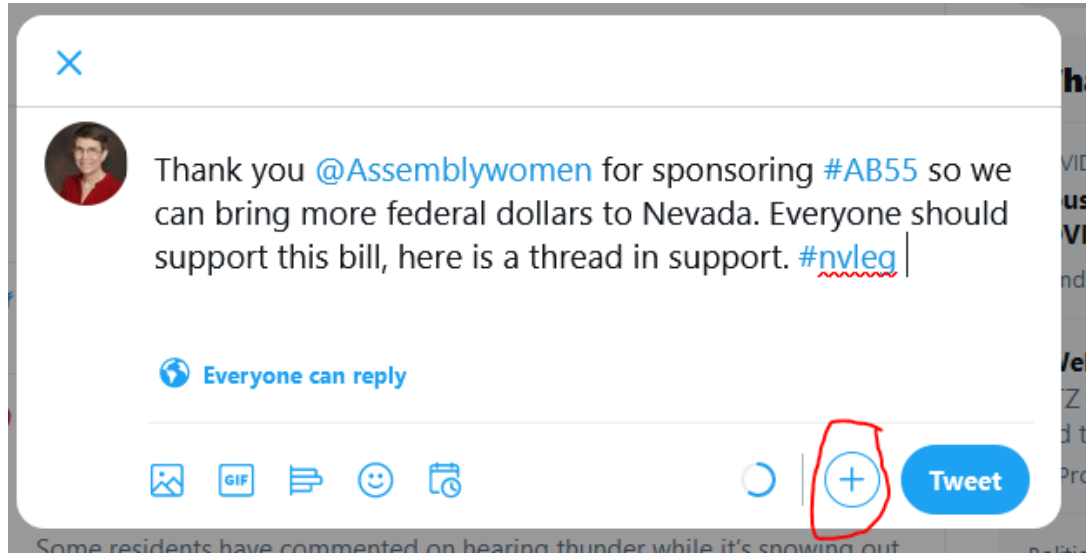 Thank you @Assemblywomen for sponsoring #AB55 so we
can bring more federal dollars to Nevada. Everyone should
support this bill, here is a thread in support. #nvleg
Everyone can reply
GIF
Tweet
Some residents have commented on hearing thunder while it's snowing out